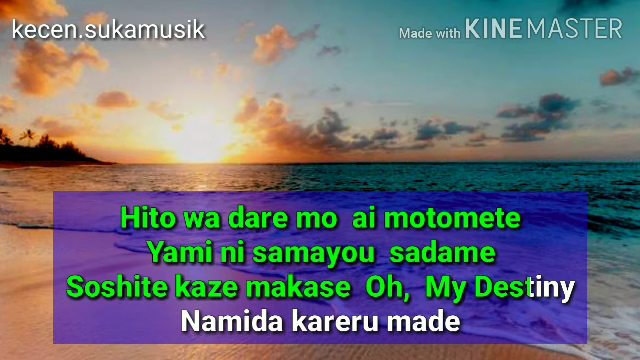 kecen.sukamusik
Made with KINEMASTER
Hito wa dare mo ai motomete
Yami ni samayou sadame
Soshite kaze makase Oh, My Destiny
Namida kareru made